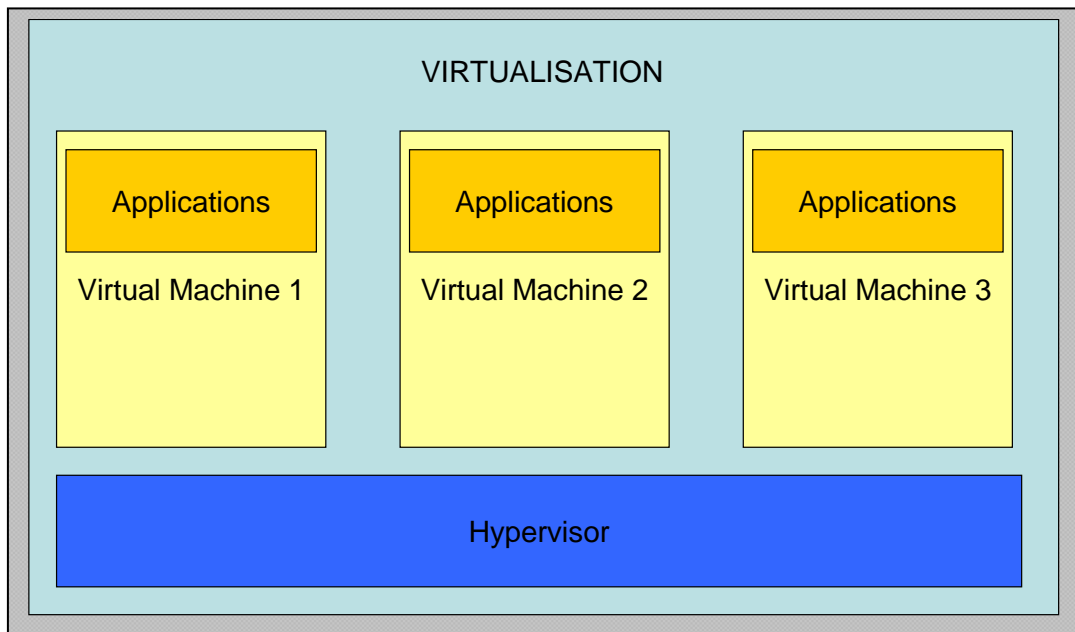 VIRTUALISATION
Applications
Applications
Applications
Virtual Machine 1
Virtual Machine 2
Virtual Machine 3
Hypervisor